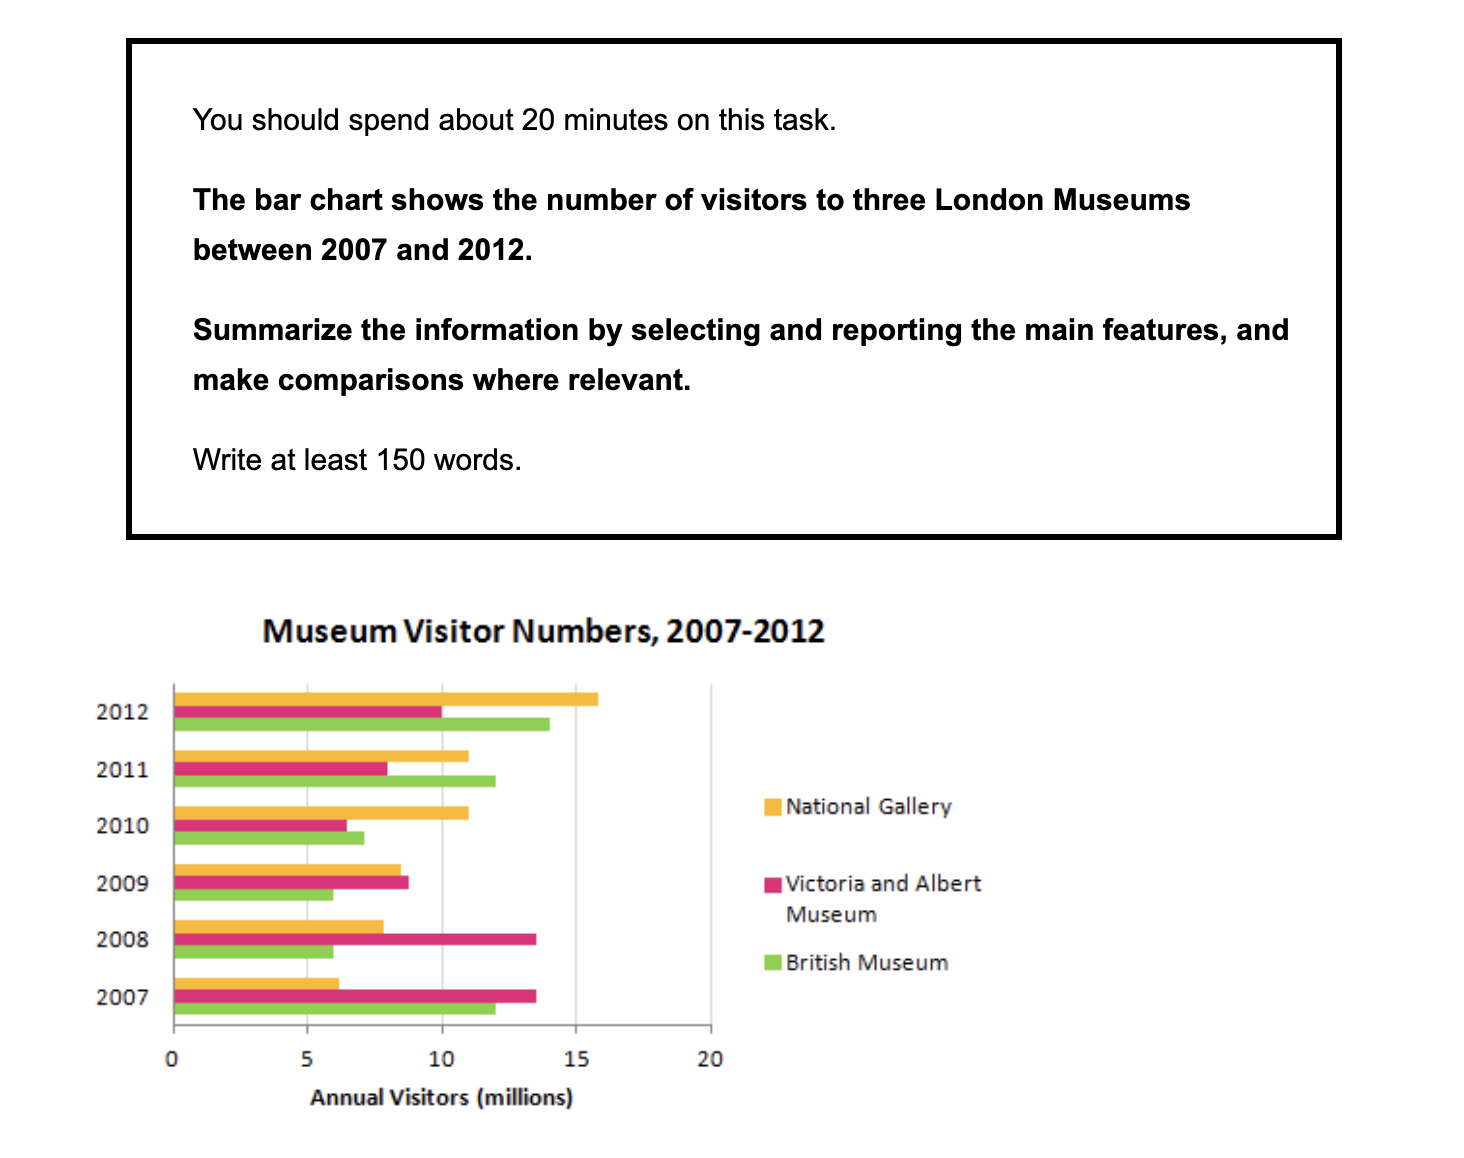 You should spend about 20 minutes on this task.
The bar chart shows the number of visitors to three London Museums
between 2007 and 2012.
Summarize the information by selecting and reporting the main features, and
make comparisons where relevant.
Write at least 150 words.
Museum Visitor Numbers, 2007-2012
2012
2011
2010
2009
2008
2007
0 5 10 15 20
Annual Visitors (millions)
National Gallery
Victoria and Albert
Museum
British Museum